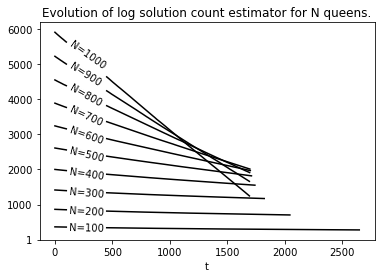 Evolution of log solution count estimator for N queens.
6000
5000
4000
3000
2000
1000
1
N=1000
N=900
N=800
N=700
N=600
N=500
N=400
N=300
N=200
N=100
0
500
1000
1500
2000
2500
t